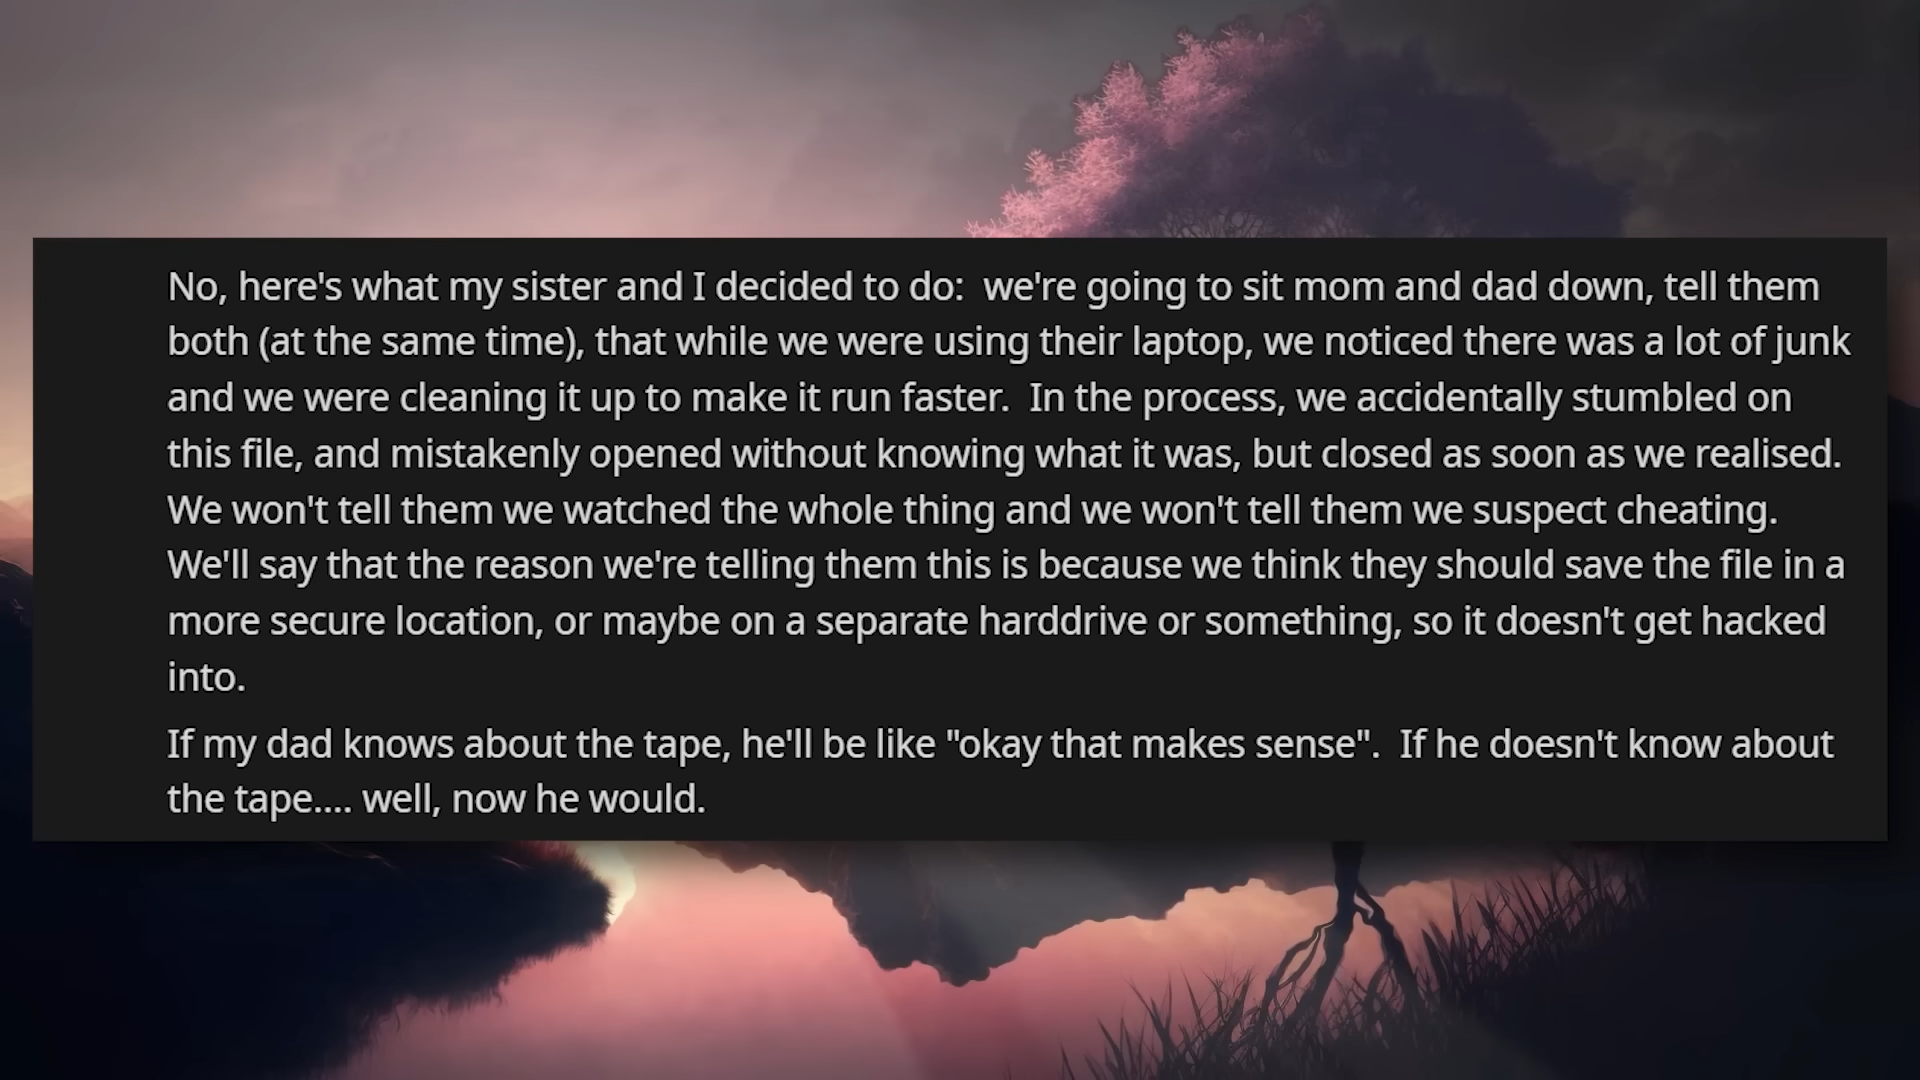 No, here's what my sister and I decided to do:  we're going to sit mom and dad down, tell them
both (at the same time), that while we were using their laptop, we noticed there was a lot of junk
and we were cleaning it up to make it run faster.  In the process, we accidentally stumbled on
this file, and mistakenly opened without knowing what it was, but closed as soon as we realised.
We won't tell them we watched the whole thing and we won't tell them we suspect cheating.
We'll say that the reason we're telling them this is because we think they should save the file in a
more secure location, or maybe on a separate harddrive or something, so it doesn't get hacked
into.
If my dad knows about the tape, he'll be like "okay that makes sense".  If he doesn't know about
the tape.... well, now he would.